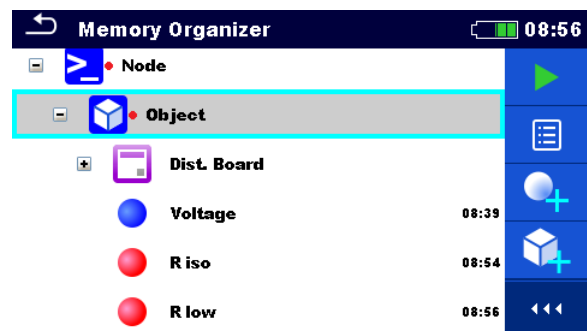 Memory Organizer 08:56
Node
Object
Dist. Board
Voltage 08:39
R iso 08:54
R low 08:56